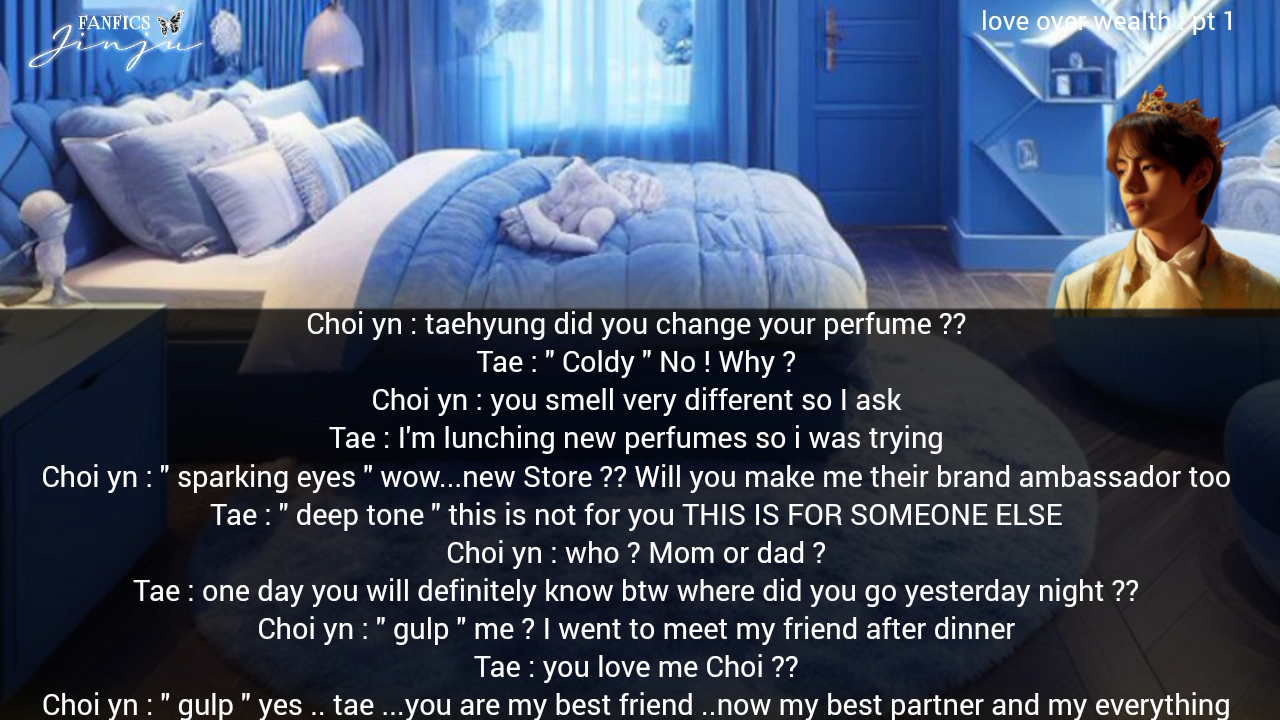 FANFICS
Jinju
love over wealth : pt 1
Choi yn : taehyung did you change your perfume ??
Tae : " Coldy " No ! Why ?
Choi yn : you smell very different so I ask
Tae : I'm lunching new perfumes so i was trying
Choi yn : " sparking eyes " wow...new Store ?? Will you make me their brand ambassador too
Tae : " deep tone " this is not for you THIS IS FOR SOMEONE ELSE
Choi yn : who ? Mom or dad ?
Tae : one day you will definitely know btw where did you go yesterday night ??
Choi yn : " gulp " me ? I went to meet my friend after dinner
Tae : you love me Choi ??
Choi yn : " gulp " yes .. tae ...you are my best friend ..now my best partner and my everything